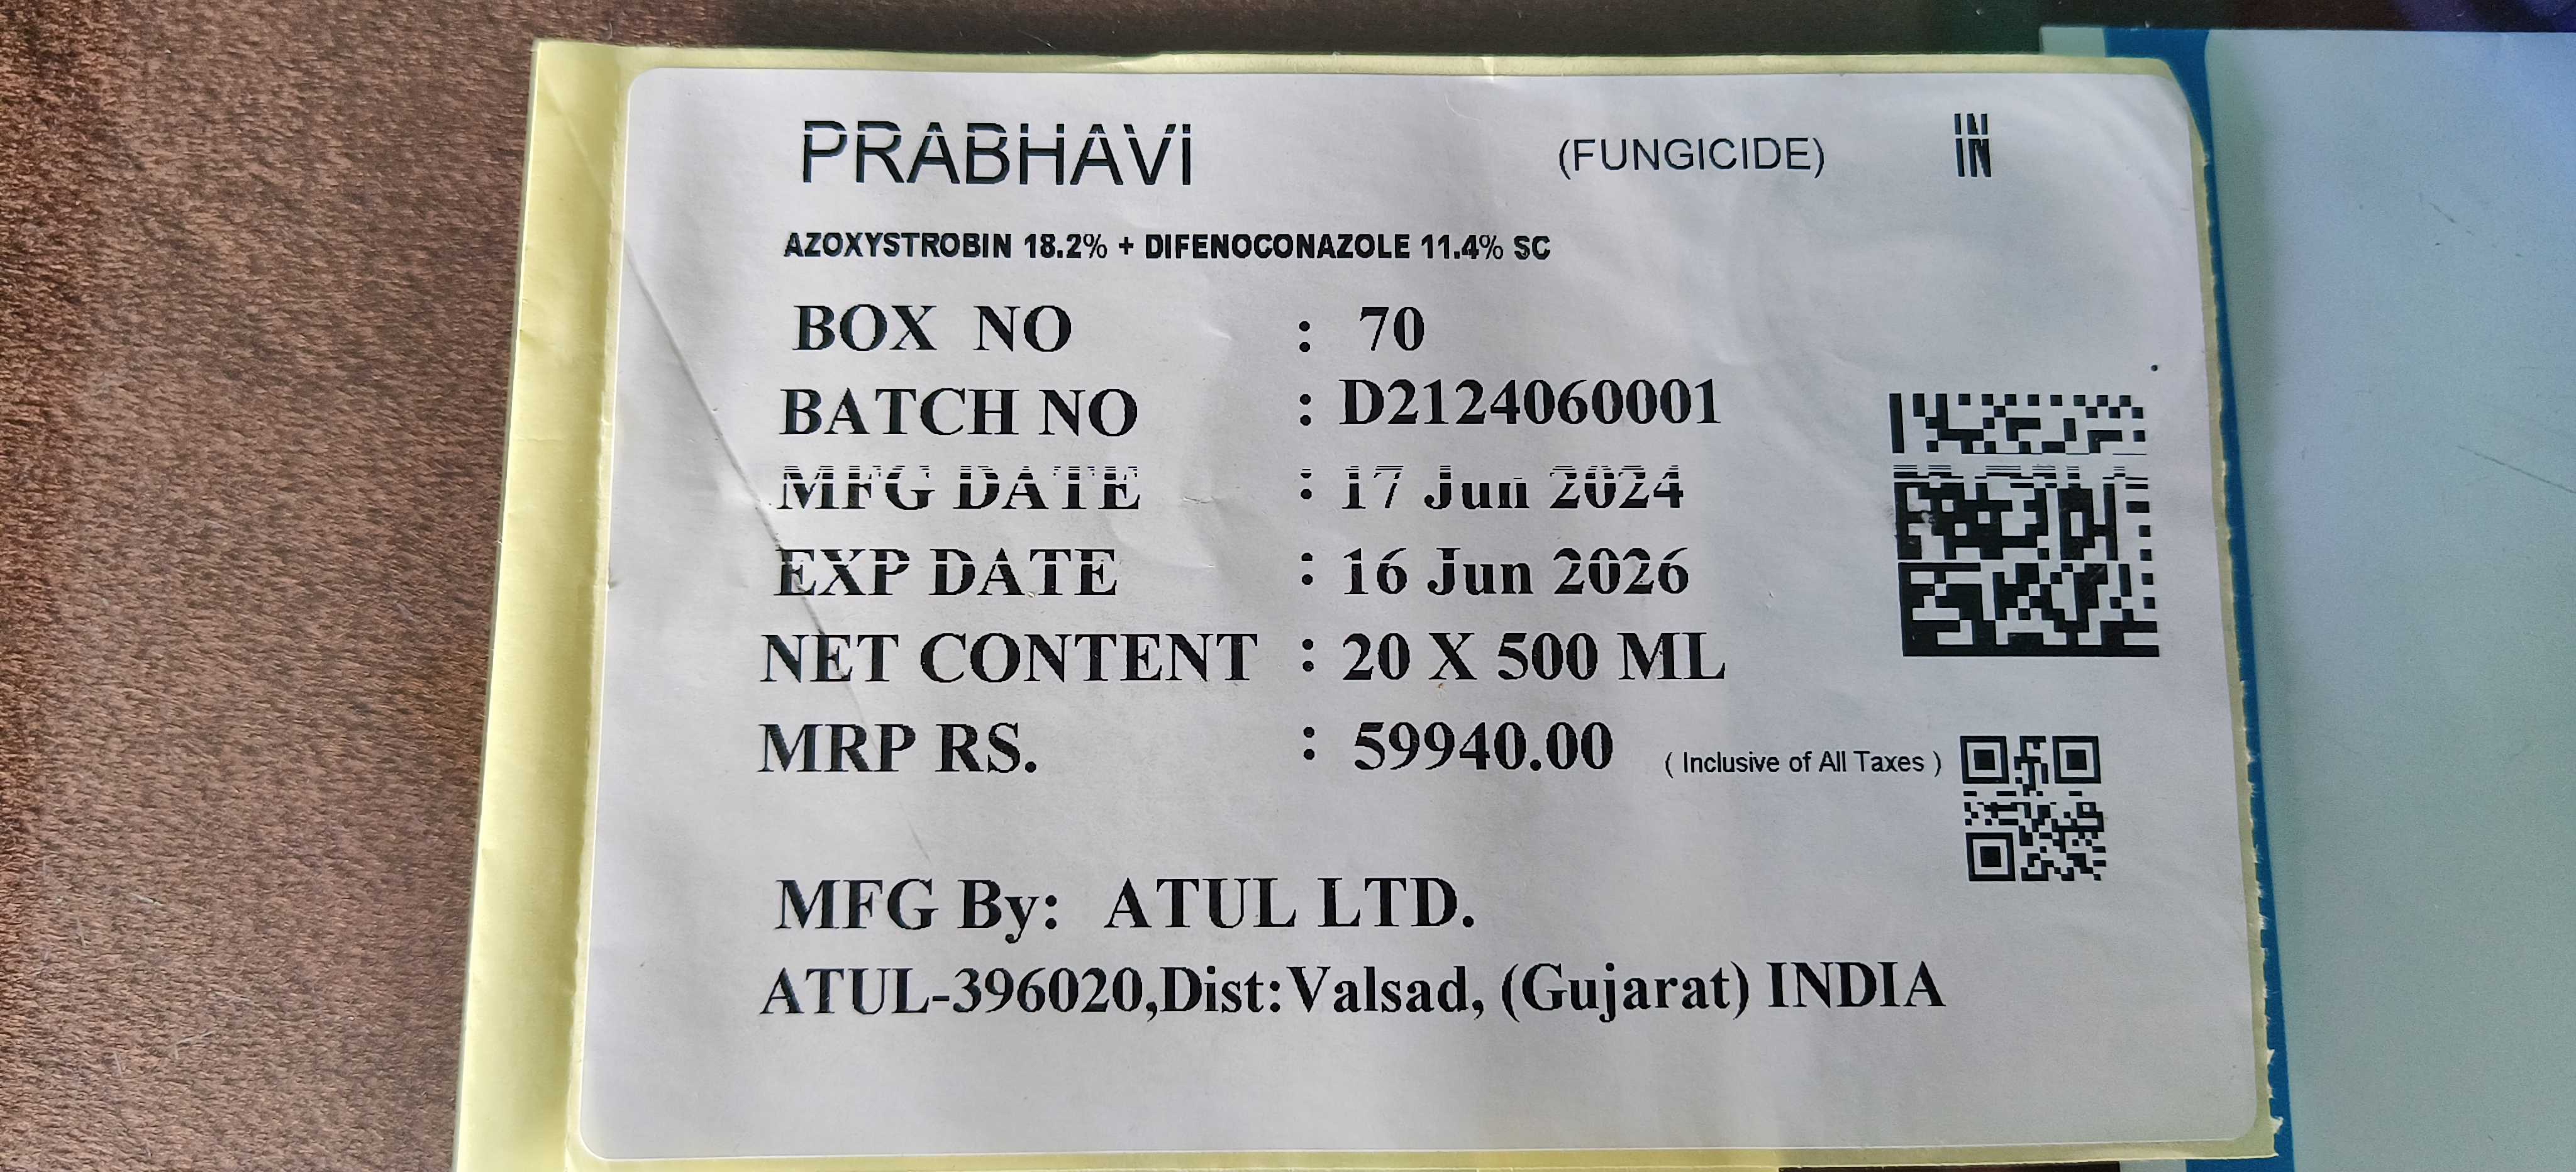 PRABHAVI (FUNGICIDE) IN
AZOXYSTROBIN 18.2% + DIFENOCONAZOLE 11.4% SC
BOX NO : 70
BATCH NO : D2124060001
MFG DATE : 17 Jun 2024
EXP DATE : 16 Jun 2026
NET CONTENT : 20 X 500 ML
MRP RS. : 59940.00 ( Inclusive of All Taxes )
MFG By: ATUL LTD.
ATUL-396020,Dist:Valsad, (Gujarat) INDIA